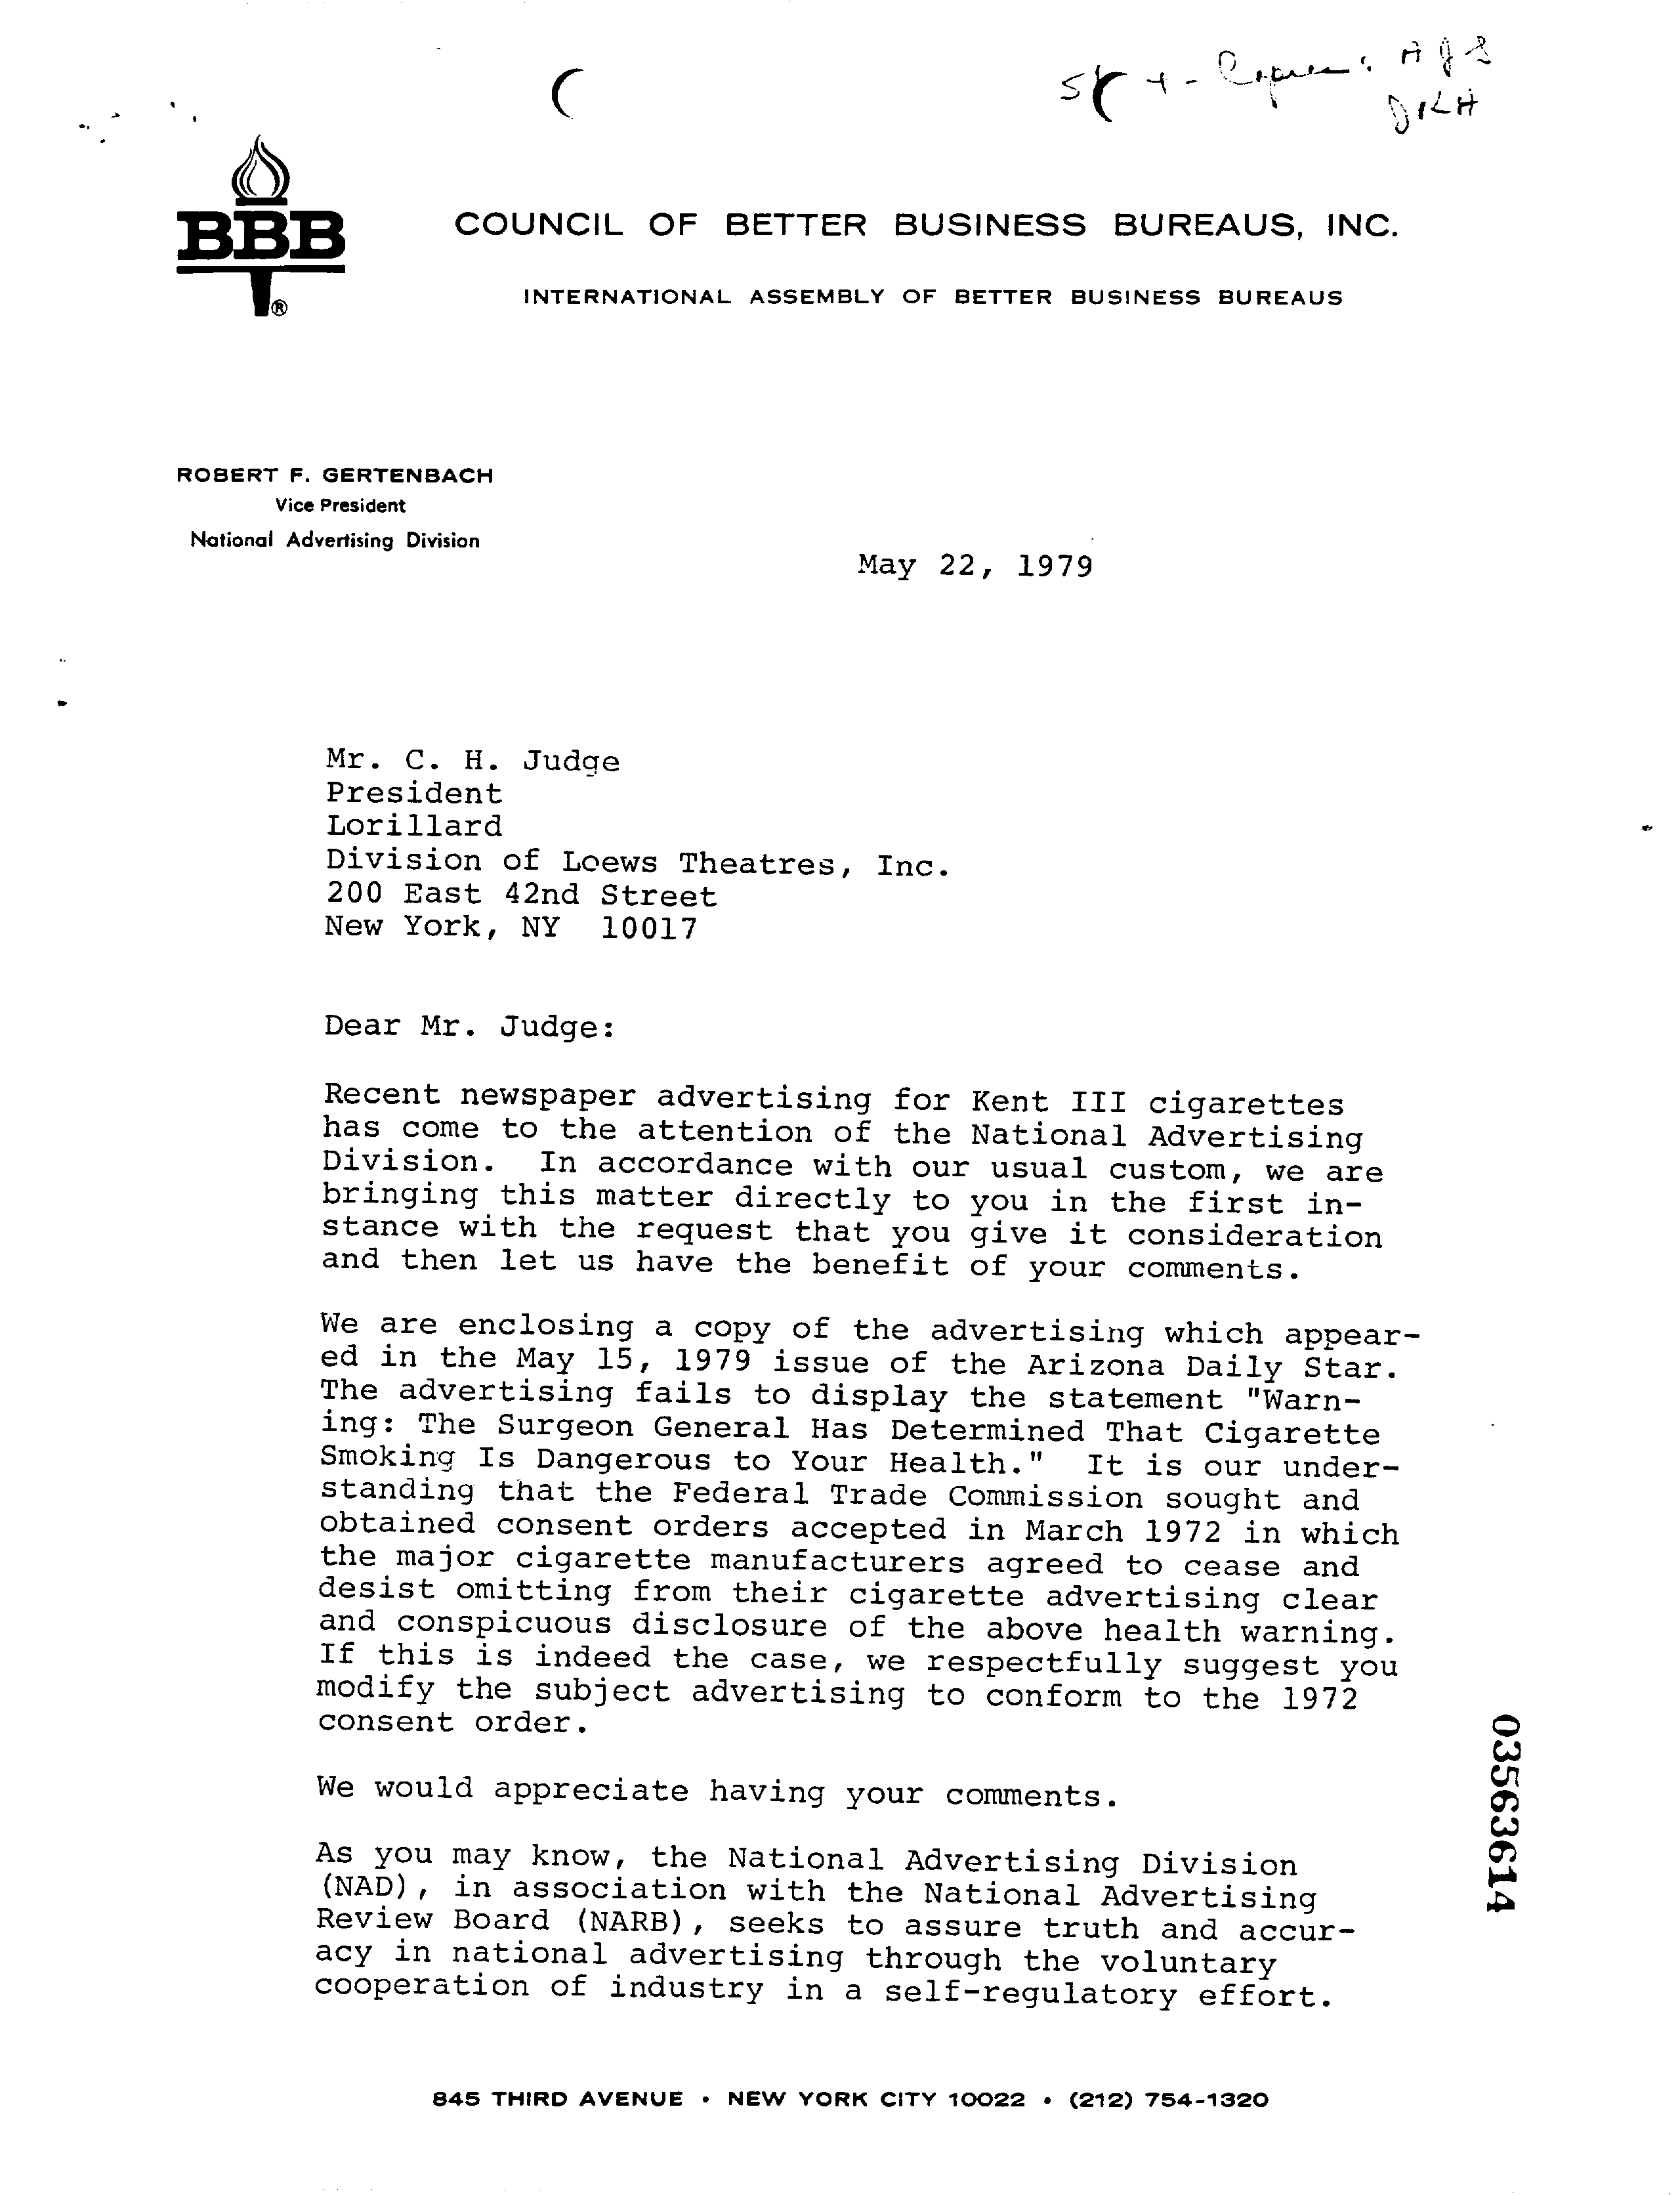 AJS
DRH
BBB
®
COUNCIL OF BETTER BUSINESS BUREAUS, INC.
INTERNATIONAL ASSEMBLY OF BETTER BUSINESS BUREAUS
ROBERT F. GERTENBACH
Vice President
National Advertising Division
May 22, 1979
Mr. C. H. Judge
President
Lorillard
Division of Loews Theatres, Inc.
200 East 42nd Street
New York, NY 10017
Dear Mr. Judge:
Recent newspaper advertising for Kent III cigarettes
has come to the attention of the National Advertising
Division. In accordance with our usual custom, we are
bringing this matter directly to you in the first in-
stance with the request that you give it consideration
and then let us have the benefit of your comments.
We are enclosing a copy of the advertising which appear-
ed in the May 15, 1979 issue of the Arizona Daily Star.
The advertising fails to display the statement "Warn-
ing: The Surgeon General Has Determined That Cigarette
Smoking Is Dangerous to Your Health." It is our under-
standing that the Federal Trade Commission sought and
obtained consent orders accepted in March 1972 in which
the major cigarette manufacturers agreed to cease and
desist omitting from their cigarette advertising clear
and conspicuous disclosure of the above health warning.
If this is indeed the case, we respectfully suggest you
modify the subject advertising to conform to the 1972
consent order.
We would appreciate having your comments.
As you may know, the National Advertising Division
(NAD), in association with the National Advertising
Review Board (NARB), seeks to assure truth and accur-
acy in national advertising through the voluntary
cooperation of industry in a self-regulatory effort.
03563614
845 THIRD AVENUE • NEW YORK CITY 10022 • (212) 754-1320